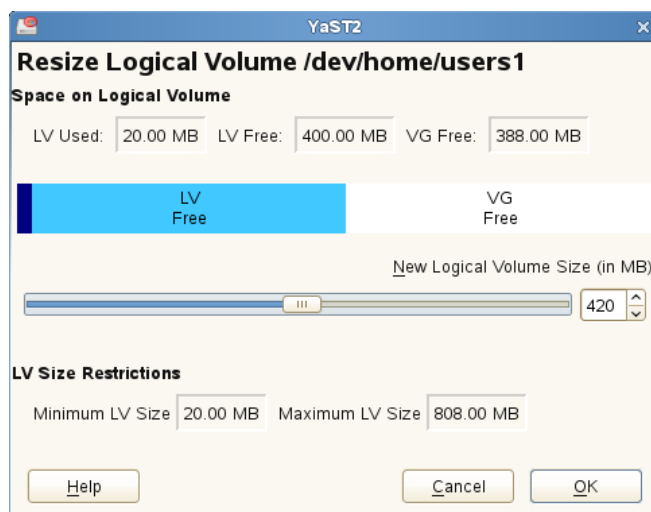 YaST2
Resize Logical Volume /dev/home/users1
Space on Logical Volume
LV Used: 20.00 MB LV Free: 400.00 MB VG Free: 388.00 MB
LV
Free
VG
Free
New Logical Volume Size (in MB)
420
LV Size Restrictions
Minimum LV Size 20.00 MB Maximum LV Size 808.00 MB
Help Cancel OK